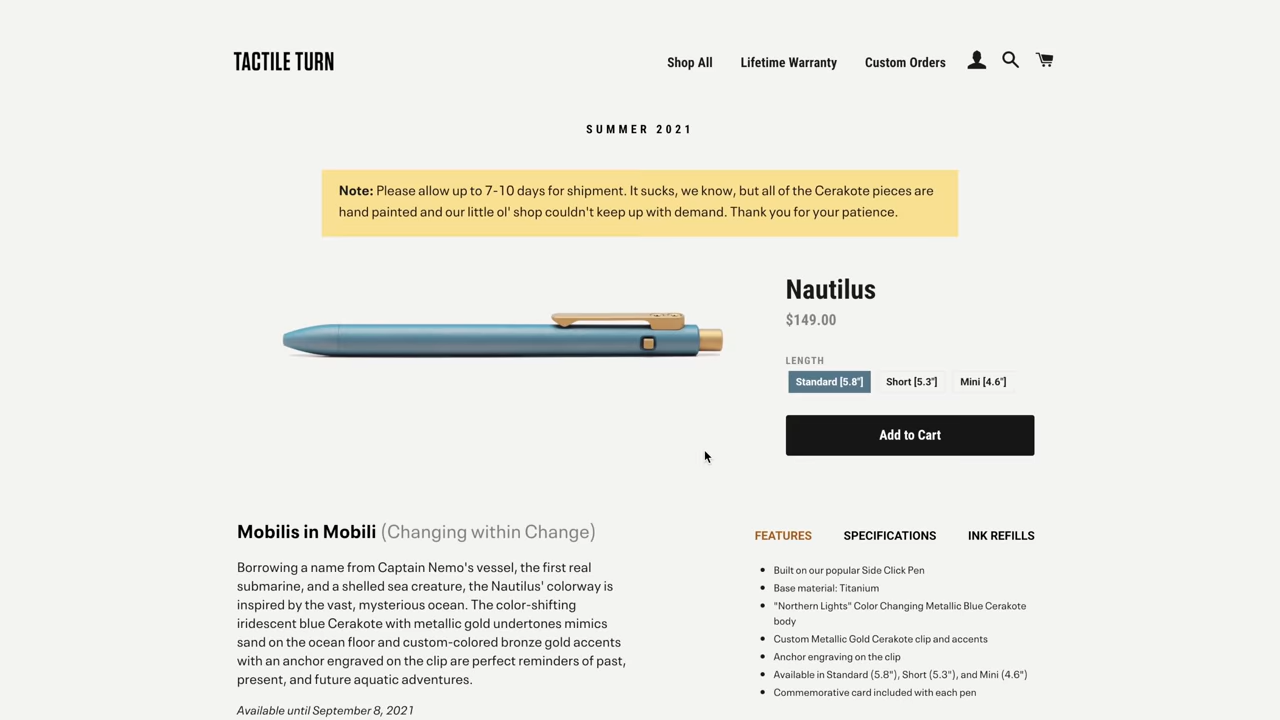 TACTILE TURN
Shop All
Lifetime Warranty
Custom Orders
SUMMER 2021
Note: Please allow up to 7-10 days for shipment. It sucks, we know, but all of the Cerakote pieces are
hand painted and our little ol' shop couldn't keep up with demand. Thank you for your patience.
Nautilus
$149.00
LENGTH
Standard [5.8"]
Short [5.3"]
Mini [4.6"]
Add to Cart
Mobilis in Mobili (Changing within Change)
Borrowing a name from Captain Nemo's vessel, the first real
submarine, and a shelled sea creature, the Nautilus' colorway is
inspired by the vast, mysterious ocean. The color-shifting
iridescent blue Cerakote with metallic gold undertones mimics
sand on the ocean floor and custom-colored bronze gold accents
with an anchor engraved on the clip are perfect reminders of past,
present, and future aquatic adventures.
Available until September 8, 2021
FEATURES
SPECIFICATIONS
INK REFILLS
Built on our popular Side Click Pen
Base material: Titanium
"Northern Lights" Color Changing Metallic Blue Cerakote
body
Custom Metallic Gold Cerakote clip and accents
Anchor engraving on the clip
Available in Standard (5.8"), Short (5.3"), and Mini (4.6")
Commemorative card included with each pen